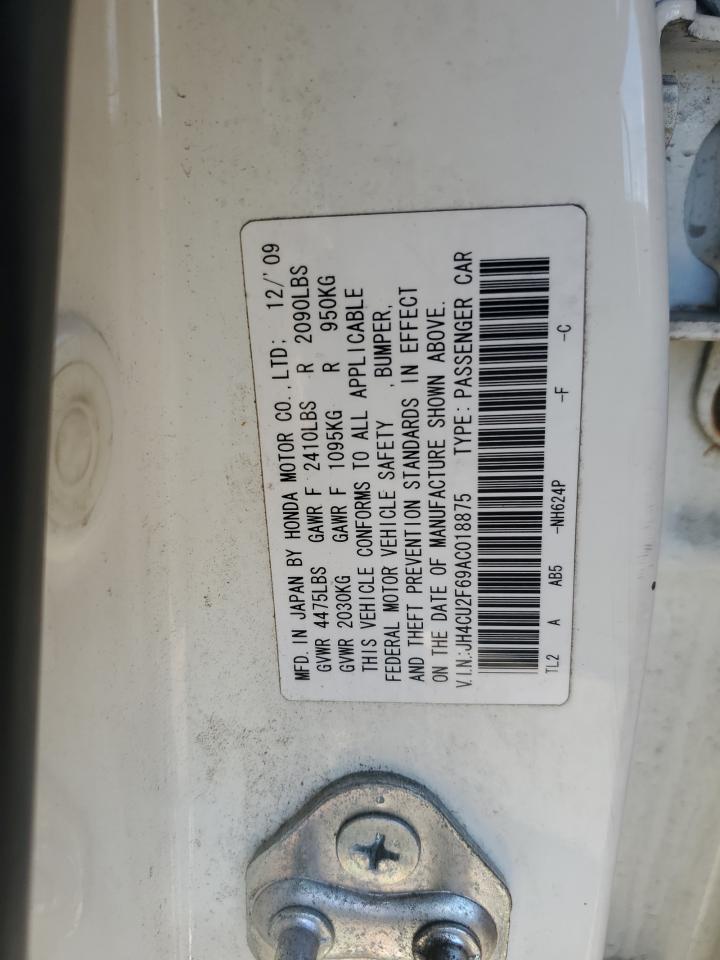 MFD. IN JAPAN BY HONDA MOTOR CO., LTD; 12/'09
GVWR 4475LBS GAWR F 2410LBS R 2090LBS
GVWR 2030KG GAWR F 1095KG R 950KG
THIS VEHICLE CONFORMS TO ALL APPLICABLE
FEDERAL MOTOR VEHICLE SAFETY , BUMPER,
AND THEFT PREVENTION STANDARDS IN EFFECT
ON THE DATE OF MANUFACTURE SHOWN ABOVE.
V.I.N.:JH4CU2F69AC018875 TYPE: PASSENGER CAR
TL2 A AB5 -NH624P -F -C